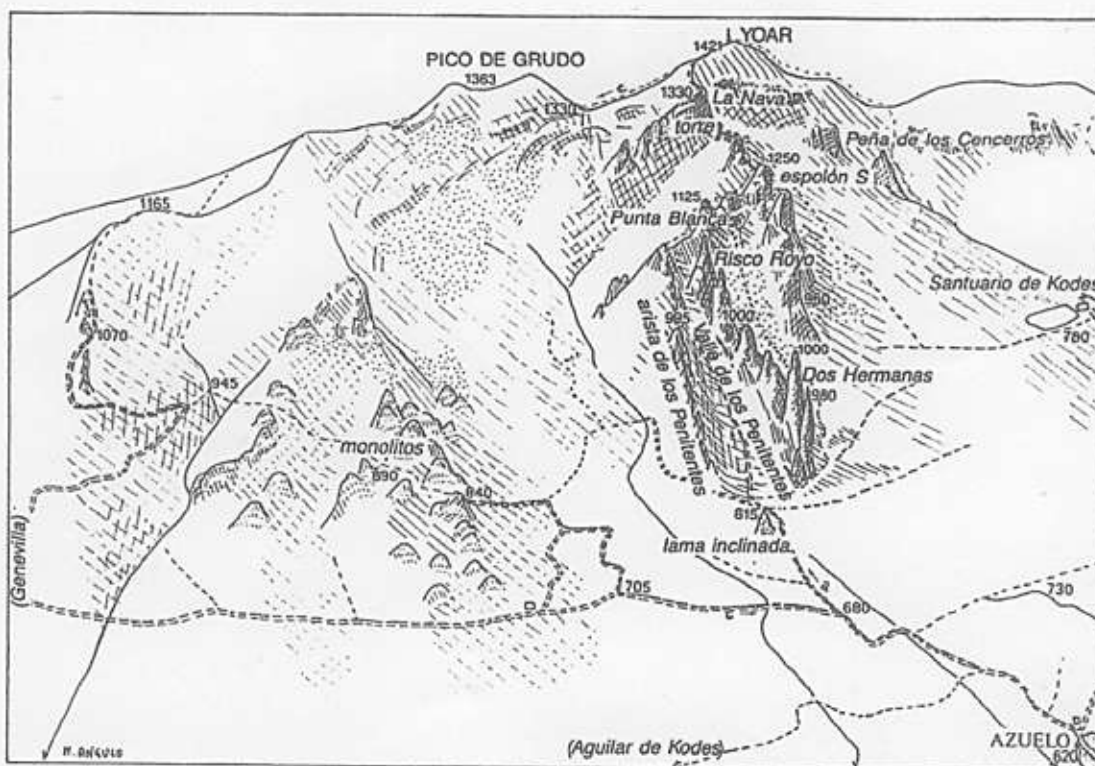 1421
LYOAR
PICO DE GRUDO
1363
1330
1330
La Nava
torre
Peña de los Cencerros
1250
espolón S
1125
Punta Blanca
1165
Risco Royo
Santuario de Kodes
780
950
925
1000
1070
arista de los Penitentes
Valle de los Penitentes
1000
Dos Hermanas
980
945
monolitos
890
840
815
lama inclinada
(Genevilla)
705
c
a
680
730
AZUELO
620
(Aguilar de Kodes)
M. ANGULO